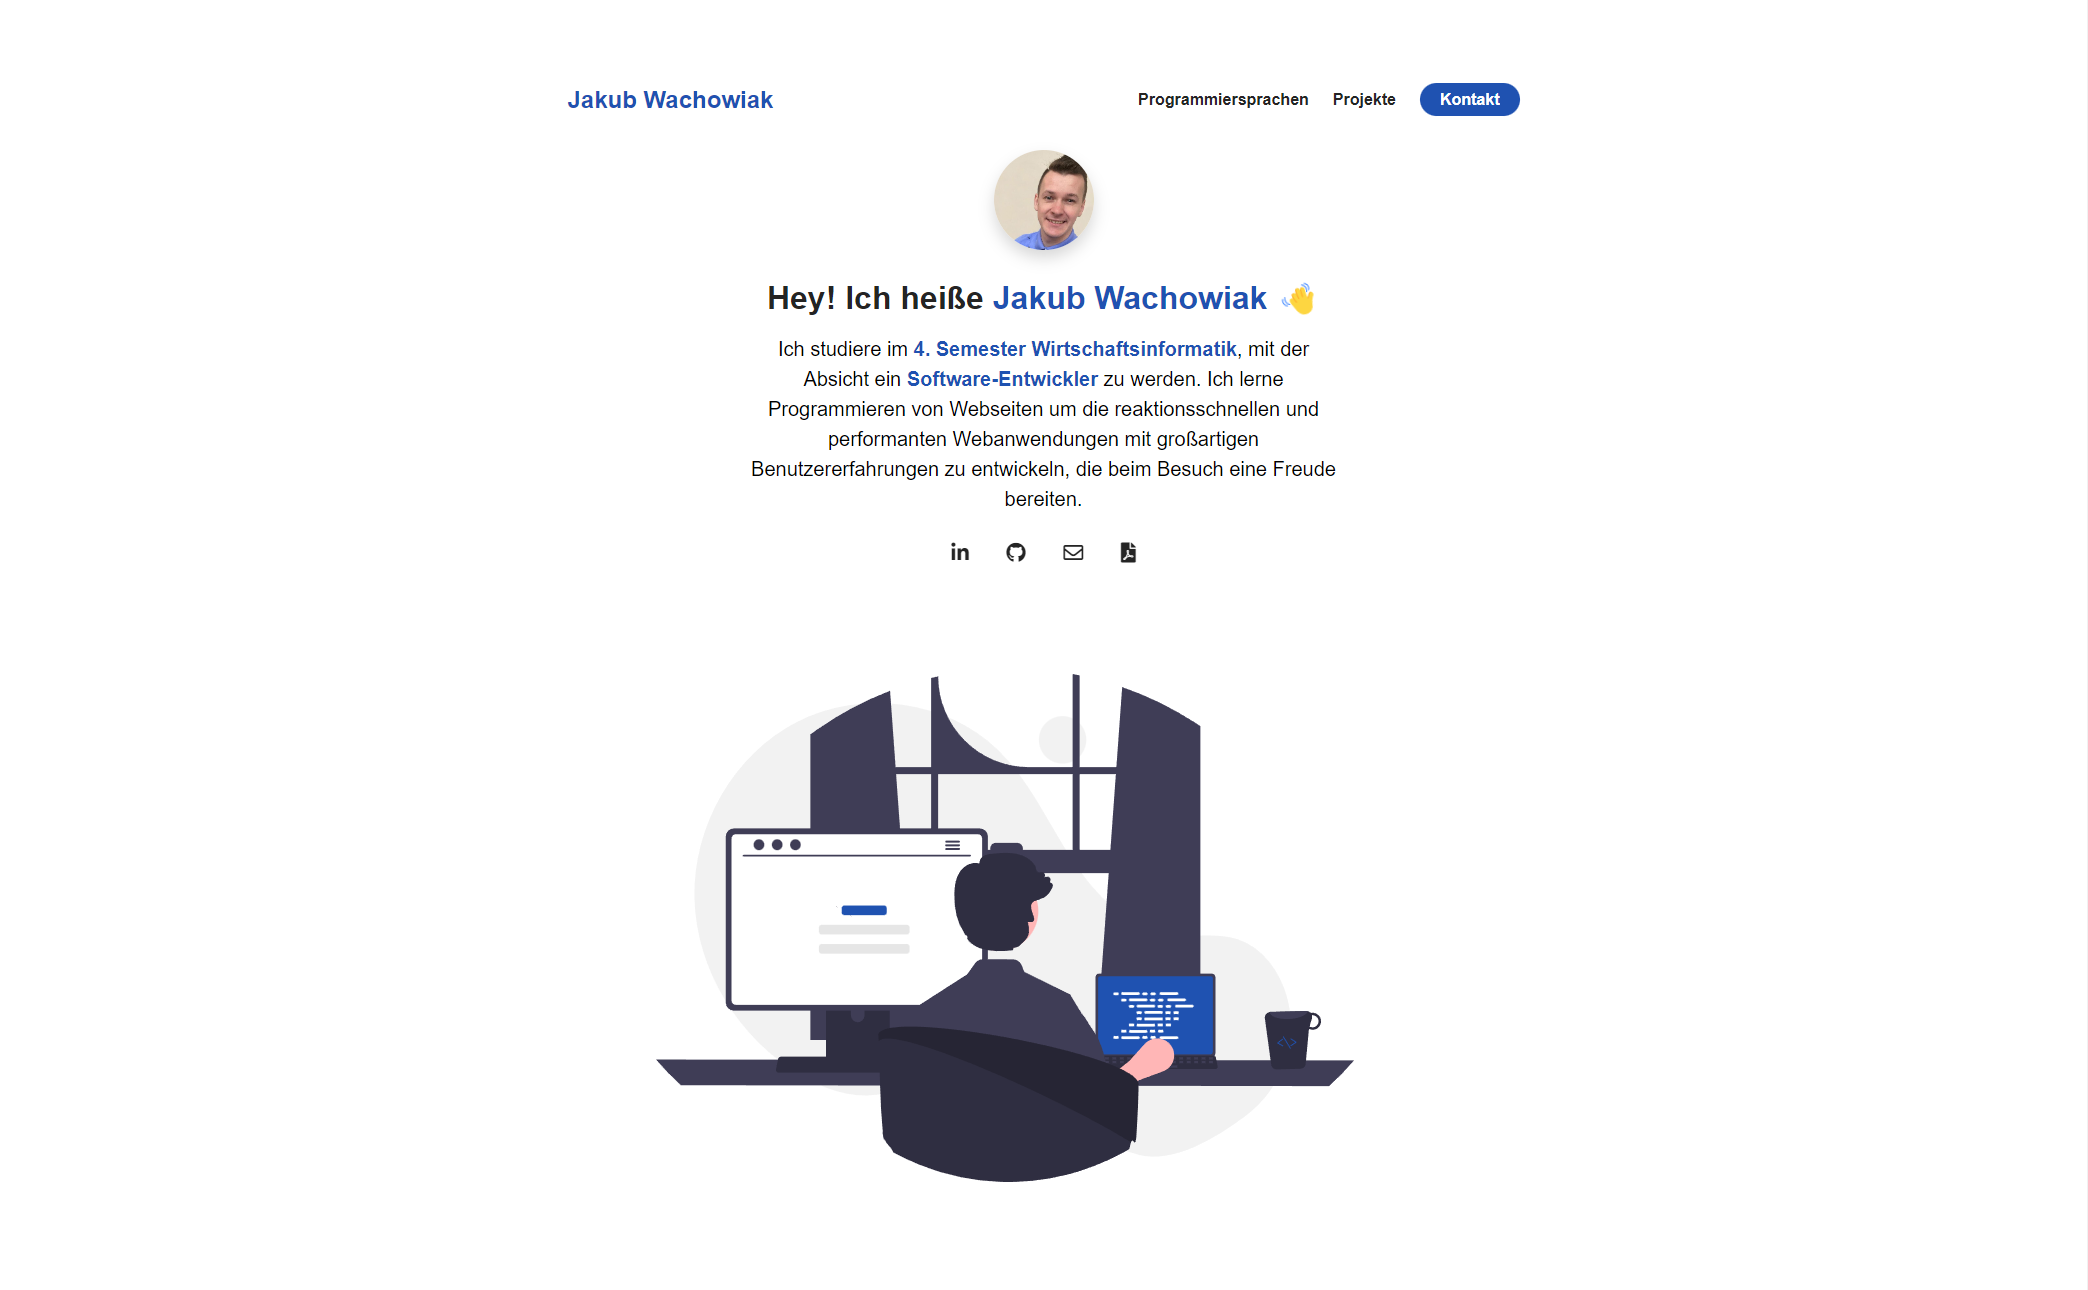 Jakub Wachowiak
Programmiersprachen Projekte Kontakt
Hey! Ich heiße Jakub Wachowiak 👋
Ich studiere im 4. Semester Wirtschaftsinformatik, mit der
Absicht ein Software-Entwickler zu werden. Ich lerne
Programmieren von Webseiten um die reaktionsschnellen und
performanten Webanwendungen mit großartigen
Benutzererfahrungen zu entwickeln, die beim Besuch eine Freude
bereiten.